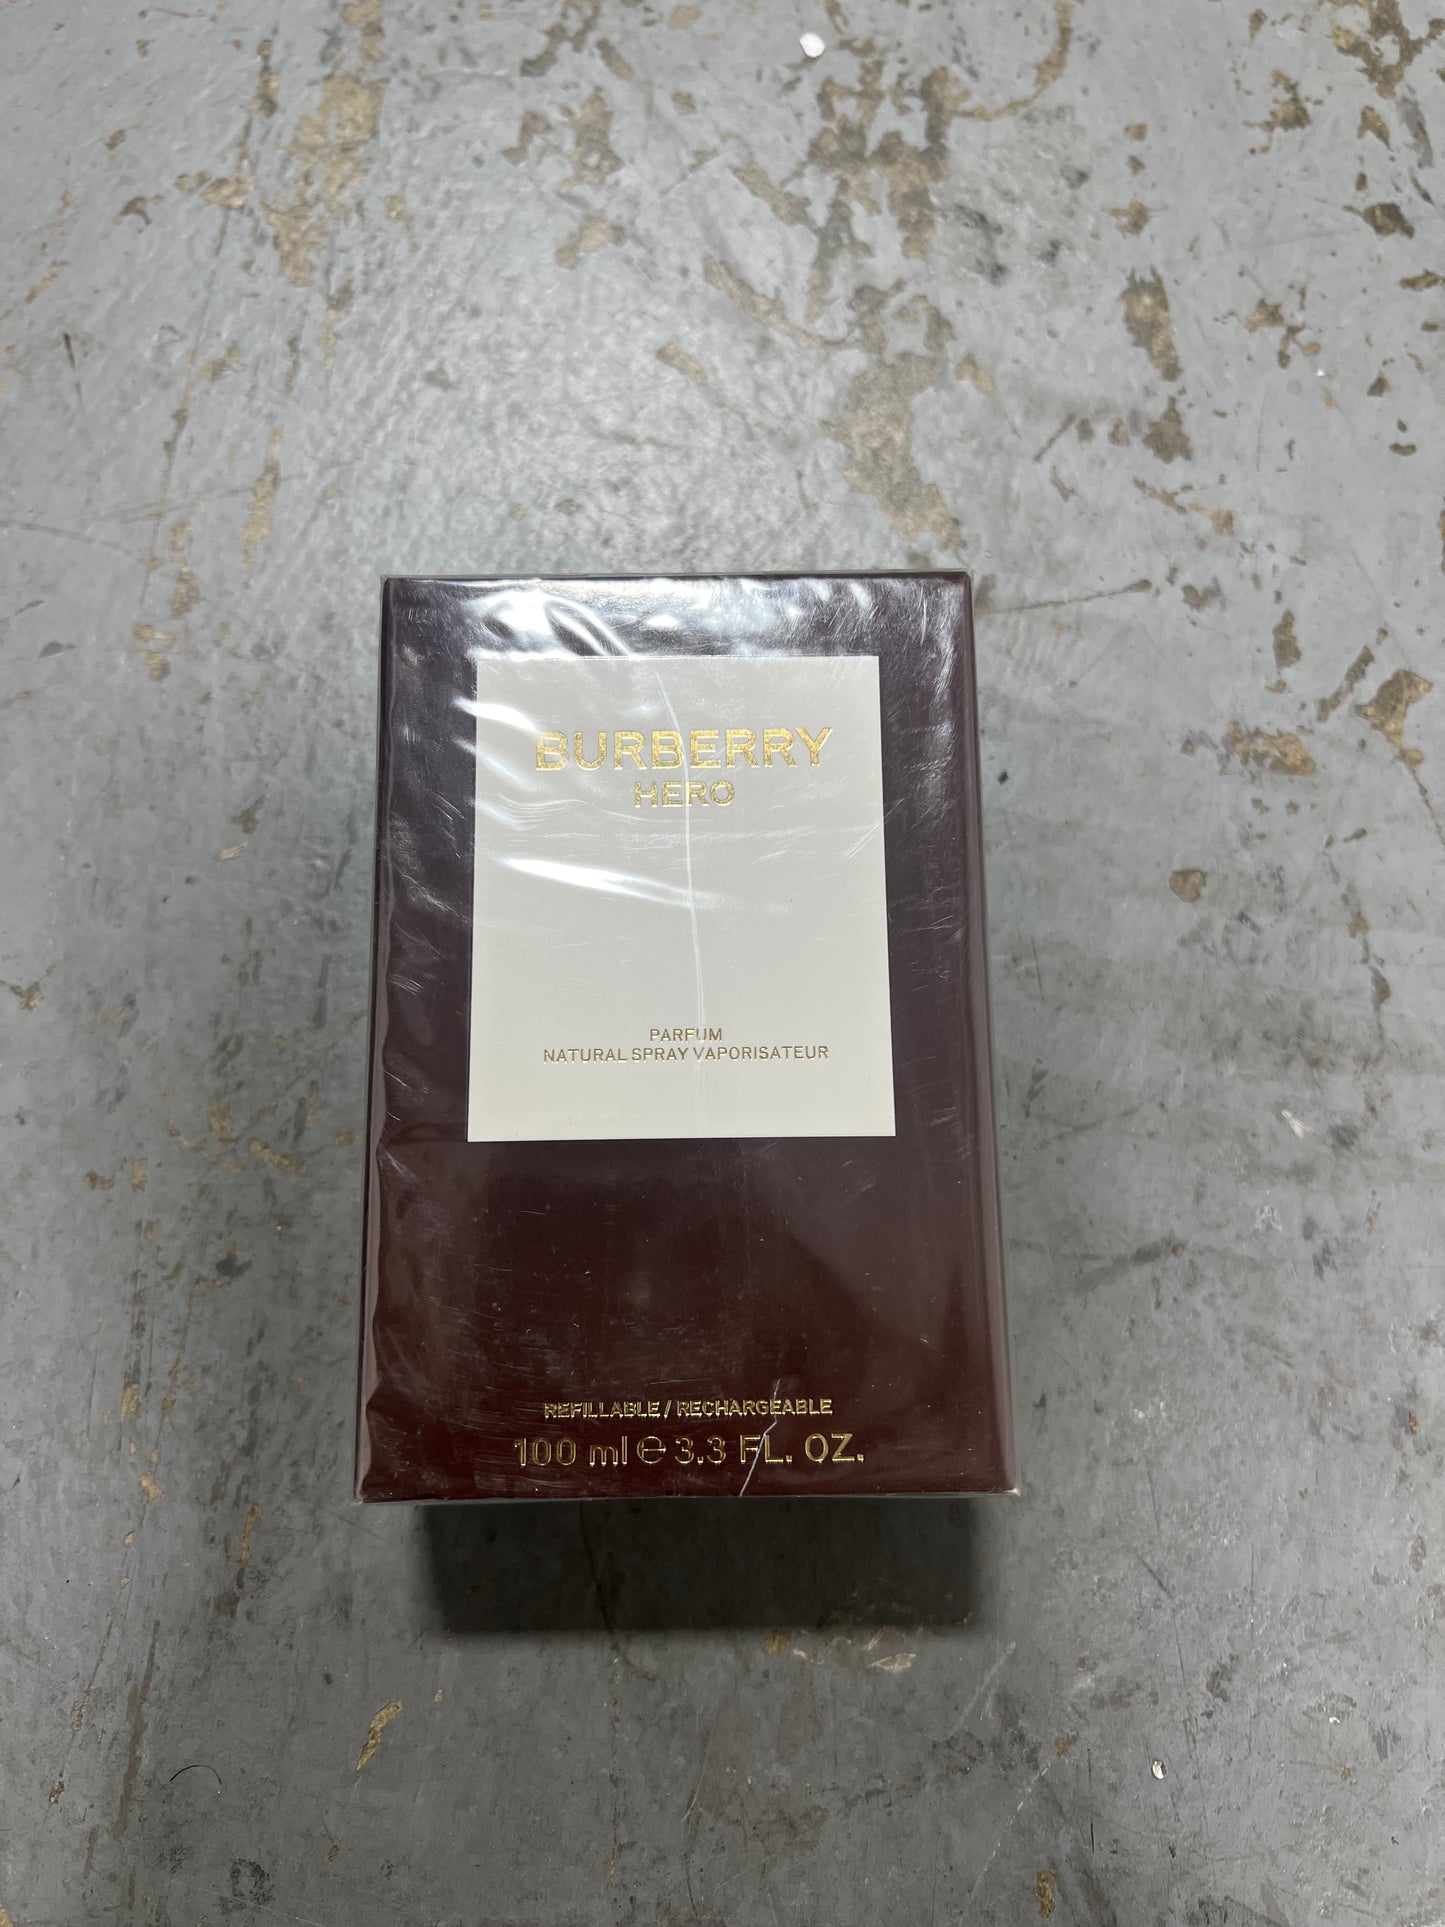 BURBERRY
HERO
PARFUM
NATURAL SPRAY VAPORISATEUR
REFILLABLE / RECHARGEABLE
100 ml ℮ 3.3 FL. OZ.